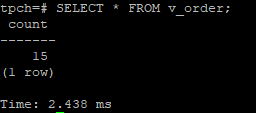 tpch=# SELECT * FROM v_order;
count
-------
15
(1 row)
Time: 2.438 ms